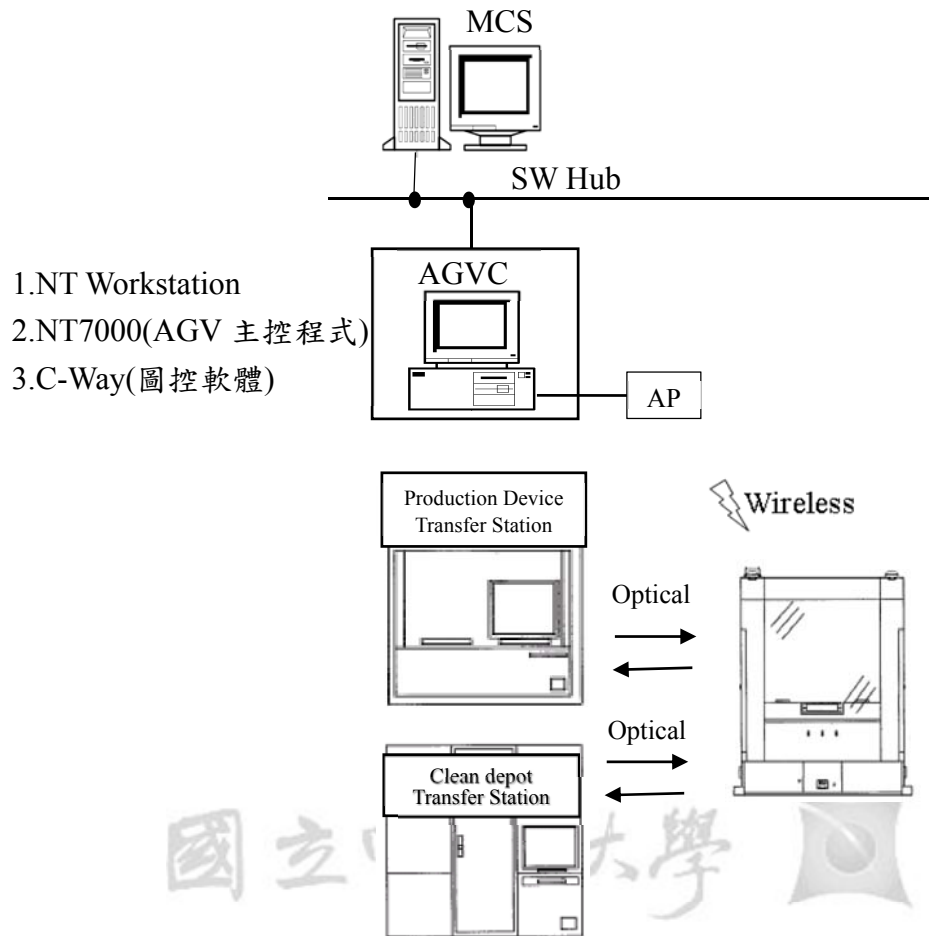 MCS
SW Hub
AGVC
1.NT Workstation
2.NT7000(AGV 主控程式)
3.C-Way(圖控軟體)
AP
Production Device
Transfer Station
Wireless
Optical
Optical
Clean depot
Transfer Station
國立中 大學